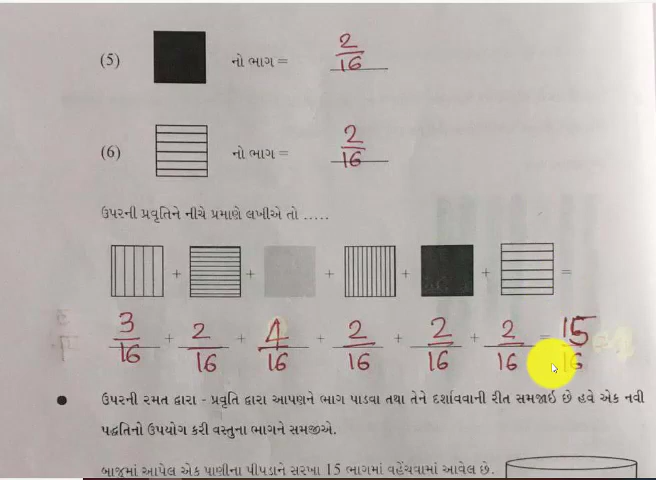 (5) નો ભાગ = 2/16
(6) નો ભાગ = 2/16
ઉપરની પ્રવૃતિને નીચે પ્રમાણે લખીએ તો .....
+ + + + + =
3/16 + 2/16 + 4/16 + 2/16 + 2/16 + 2/16 = 15/16
● ઉપરની રમત દ્વારા - પ્રવૃતિ દ્વારા આપણને ભાગ પાડવા તથા તેને દર્શાવવાની રીત સમજાઈ છે હવે એક નવી
પદ્ધતિનો ઉપયોગ કરી વસ્તુના ભાગને સમજીએ.
બાજુમાં આપેલ એક પાણીના પીપડાને સરખા 15 ભાગમાં વહેંચવામાં આવેલ છે.